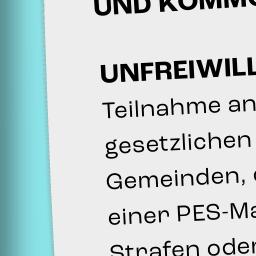 UND KOMM
UNFREIWILL
Teilnahme an
gesetzlichen
Gemeinden,
einer PES-Ma
Strafen oder